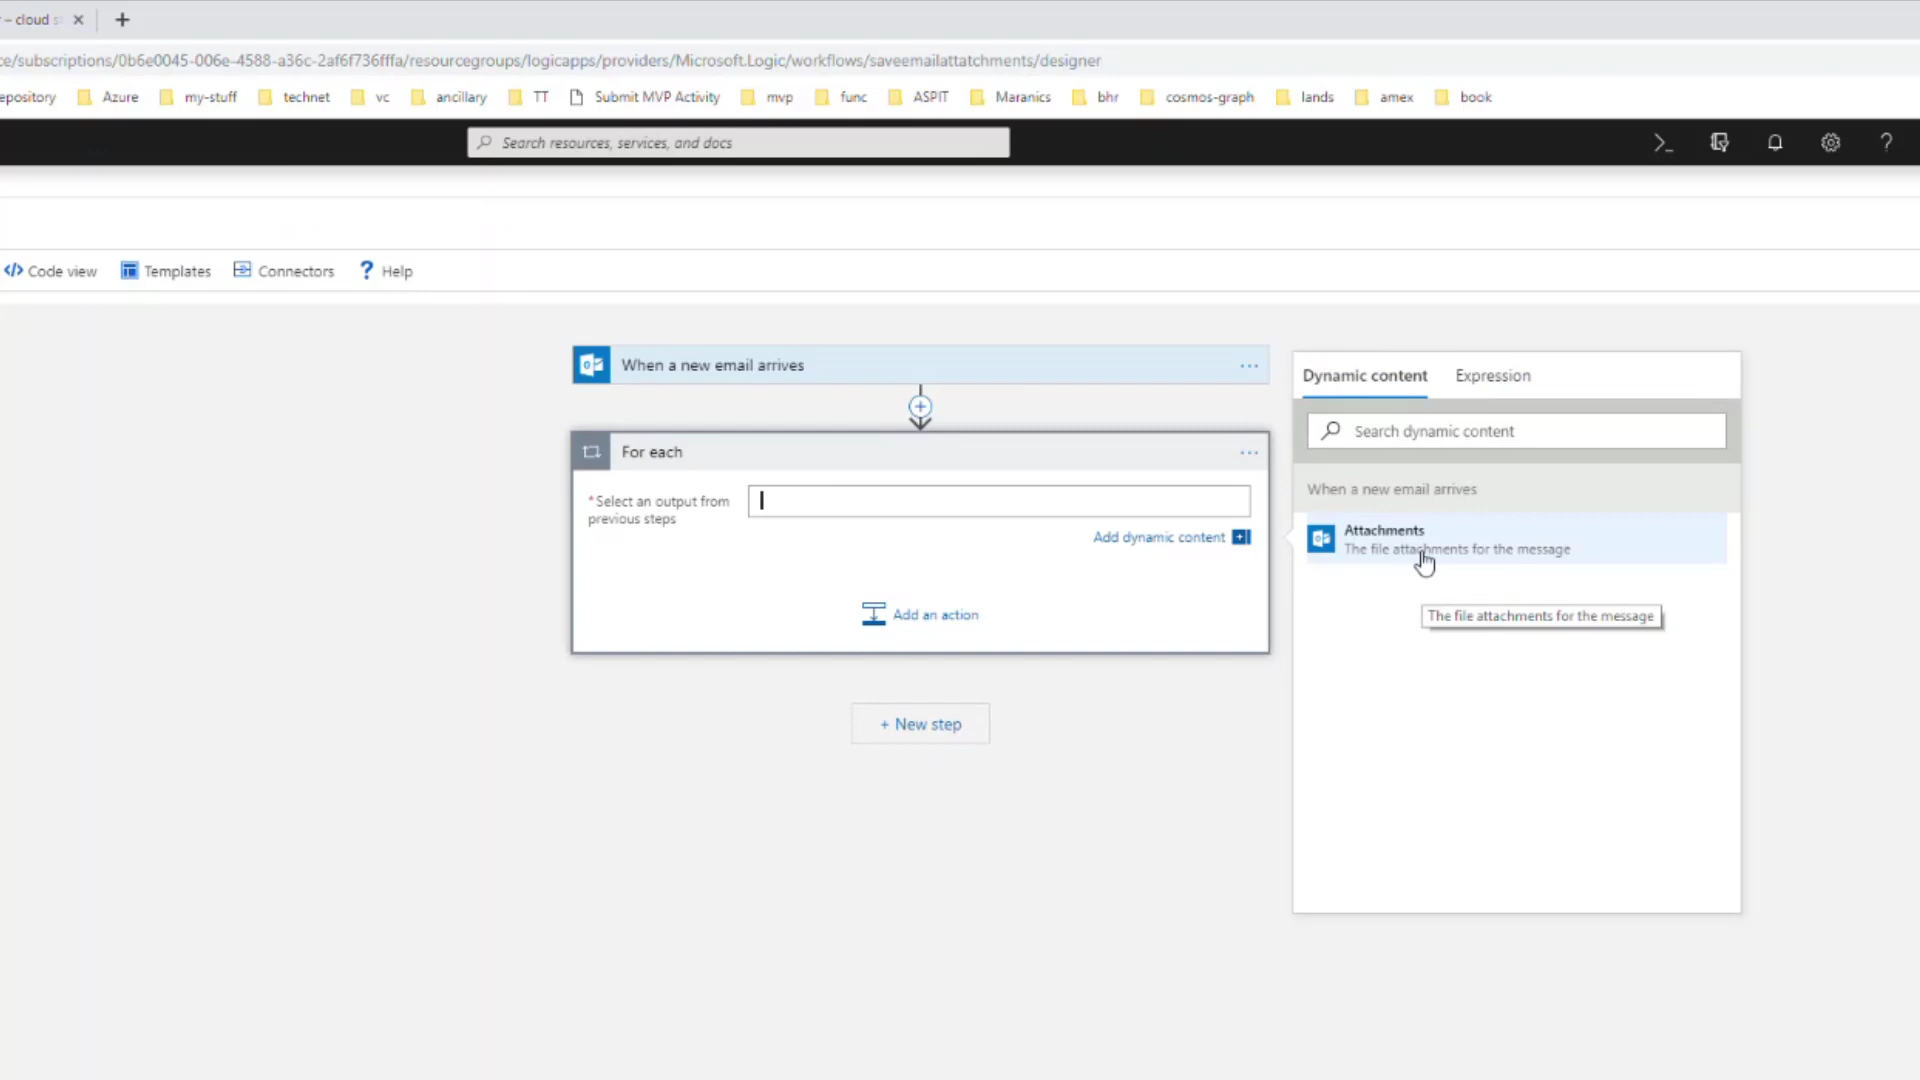 – cloud
ce/subscriptions/0b6e0045-006e-4588-a36c-2af6f736fffa/resourcegroups/logicapps/providers/Microsoft.Logic/workflows/saveemailattatchments/designer
epository Azure my-stuff technet vc ancillary TT Submit MVP Activity mvp func ASPIT Maranics bhr cosmos-graph lands amex book
Search resources, services, and docs
</> Code view Templates Connectors ? Help
When a new email arrives ...
For each ...
*Select an output from
previous steps
Add dynamic content +
Add an action
+ New step
Dynamic content Expression
Search dynamic content
When a new email arrives
Attachments
The file attachments for the message
The file attachments for the message